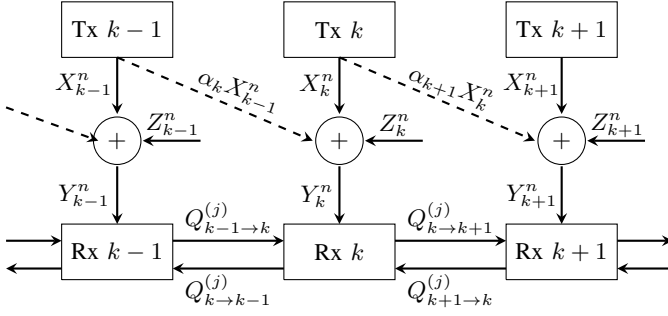 Tx k − 1 Tx k Tx k + 1
X^n_{k−1} α_k X^n_{k−1} X^n_k α_{k+1} X^n_k X^n_{k+1}
+ Z^n_{k−1} + Z^n_k + Z^n_{k+1}
Y^n_{k−1} Y^n_k Y^n_{k+1}
Q^{(j)}_{k−1→k} Q^{(j)}_{k→k+1}
Rx k − 1 Rx k Rx k + 1
Q^{(j)}_{k→k−1} Q^{(j)}_{k+1→k}